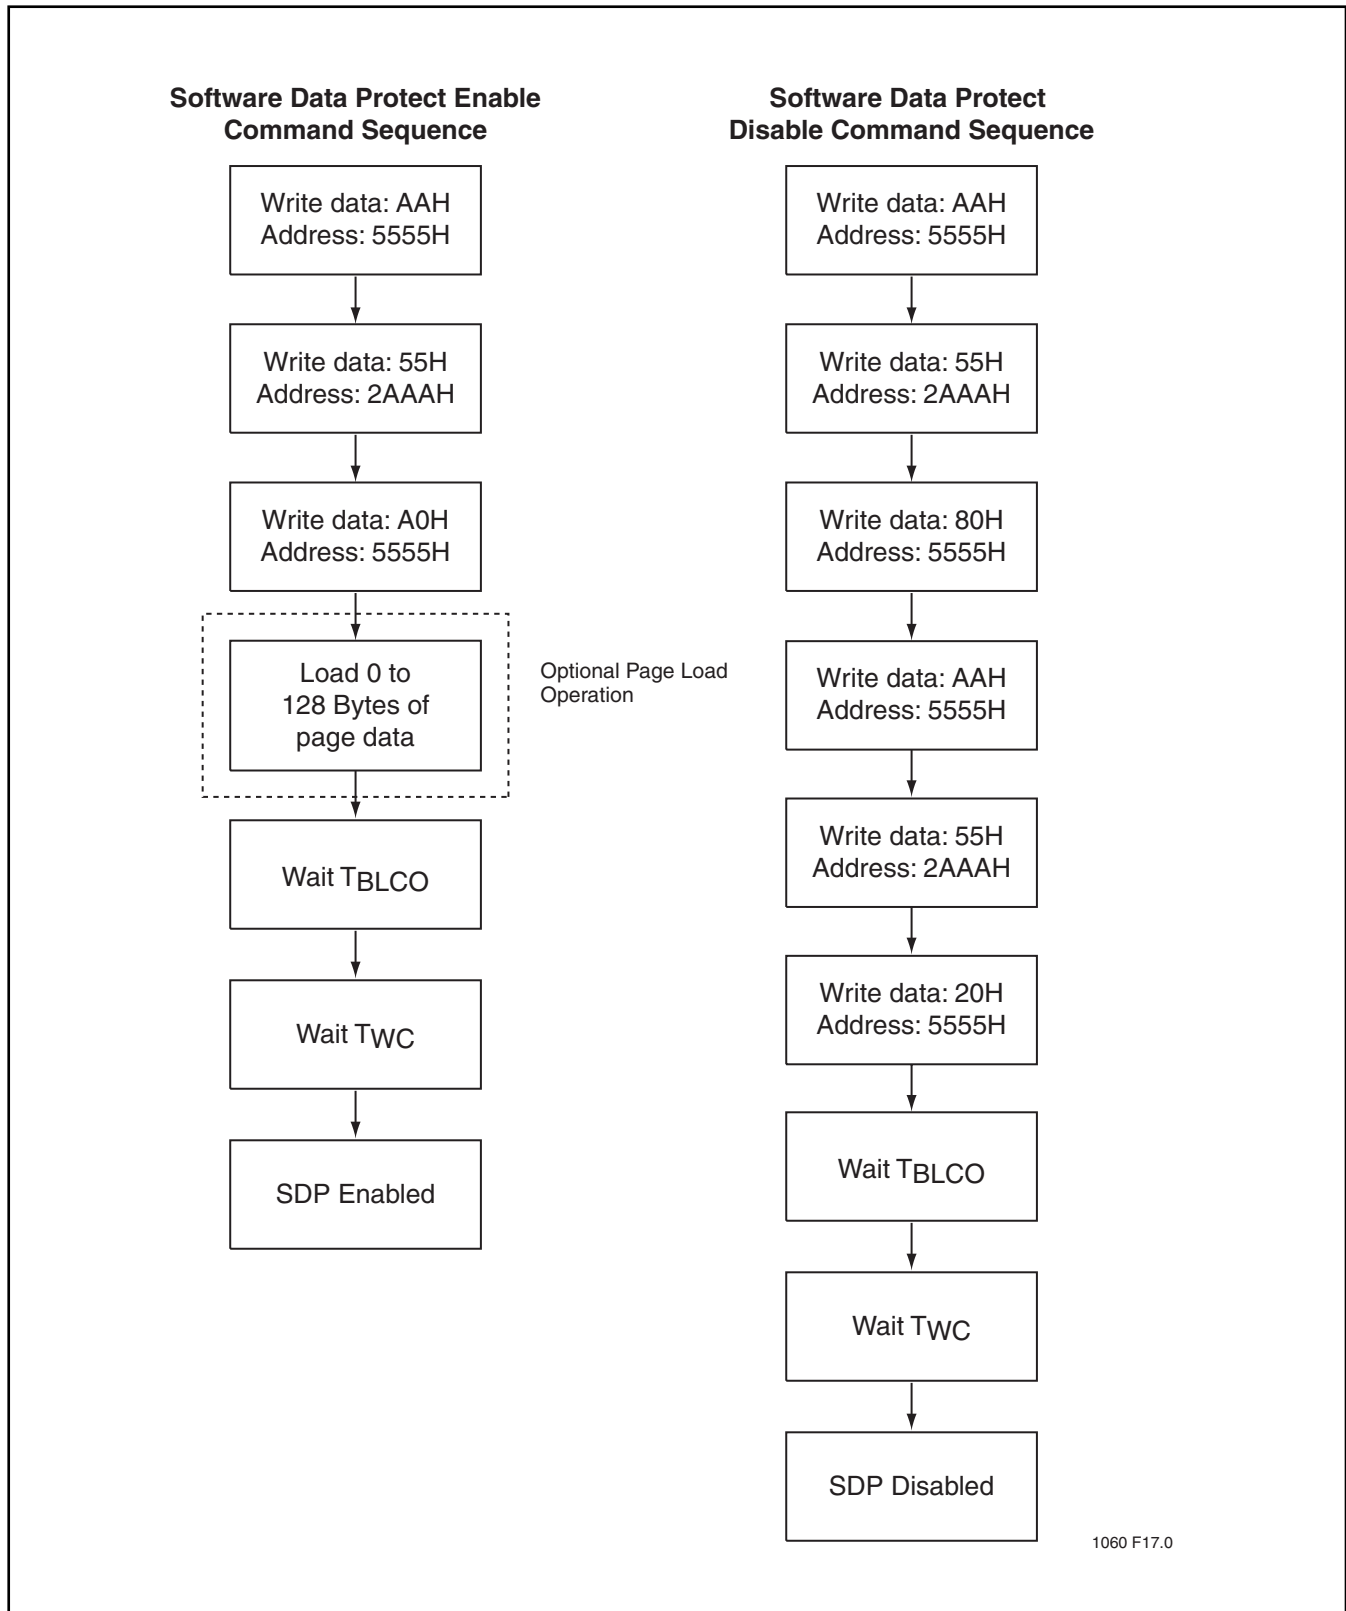 Software Data Protect Enable
Command Sequence
Write data: AAH
Address: 5555H
Write data: 55H
Address: 2AAAH
Write data: A0H
Address: 5555H
Load 0 to
128 Bytes of
page data
Optional Page Load
Operation
Wait TBLCO
Wait TWC
SDP Enabled
Software Data Protect
Disable Command Sequence
Write data: AAH
Address: 5555H
Write data: 55H
Address: 2AAAH
Write data: 80H
Address: 5555H
Write data: AAH
Address: 5555H
Write data: 55H
Address: 2AAAH
Write data: 20H
Address: 5555H
Wait TBLCO
Wait TWC
SDP Disabled
1060 F17.0